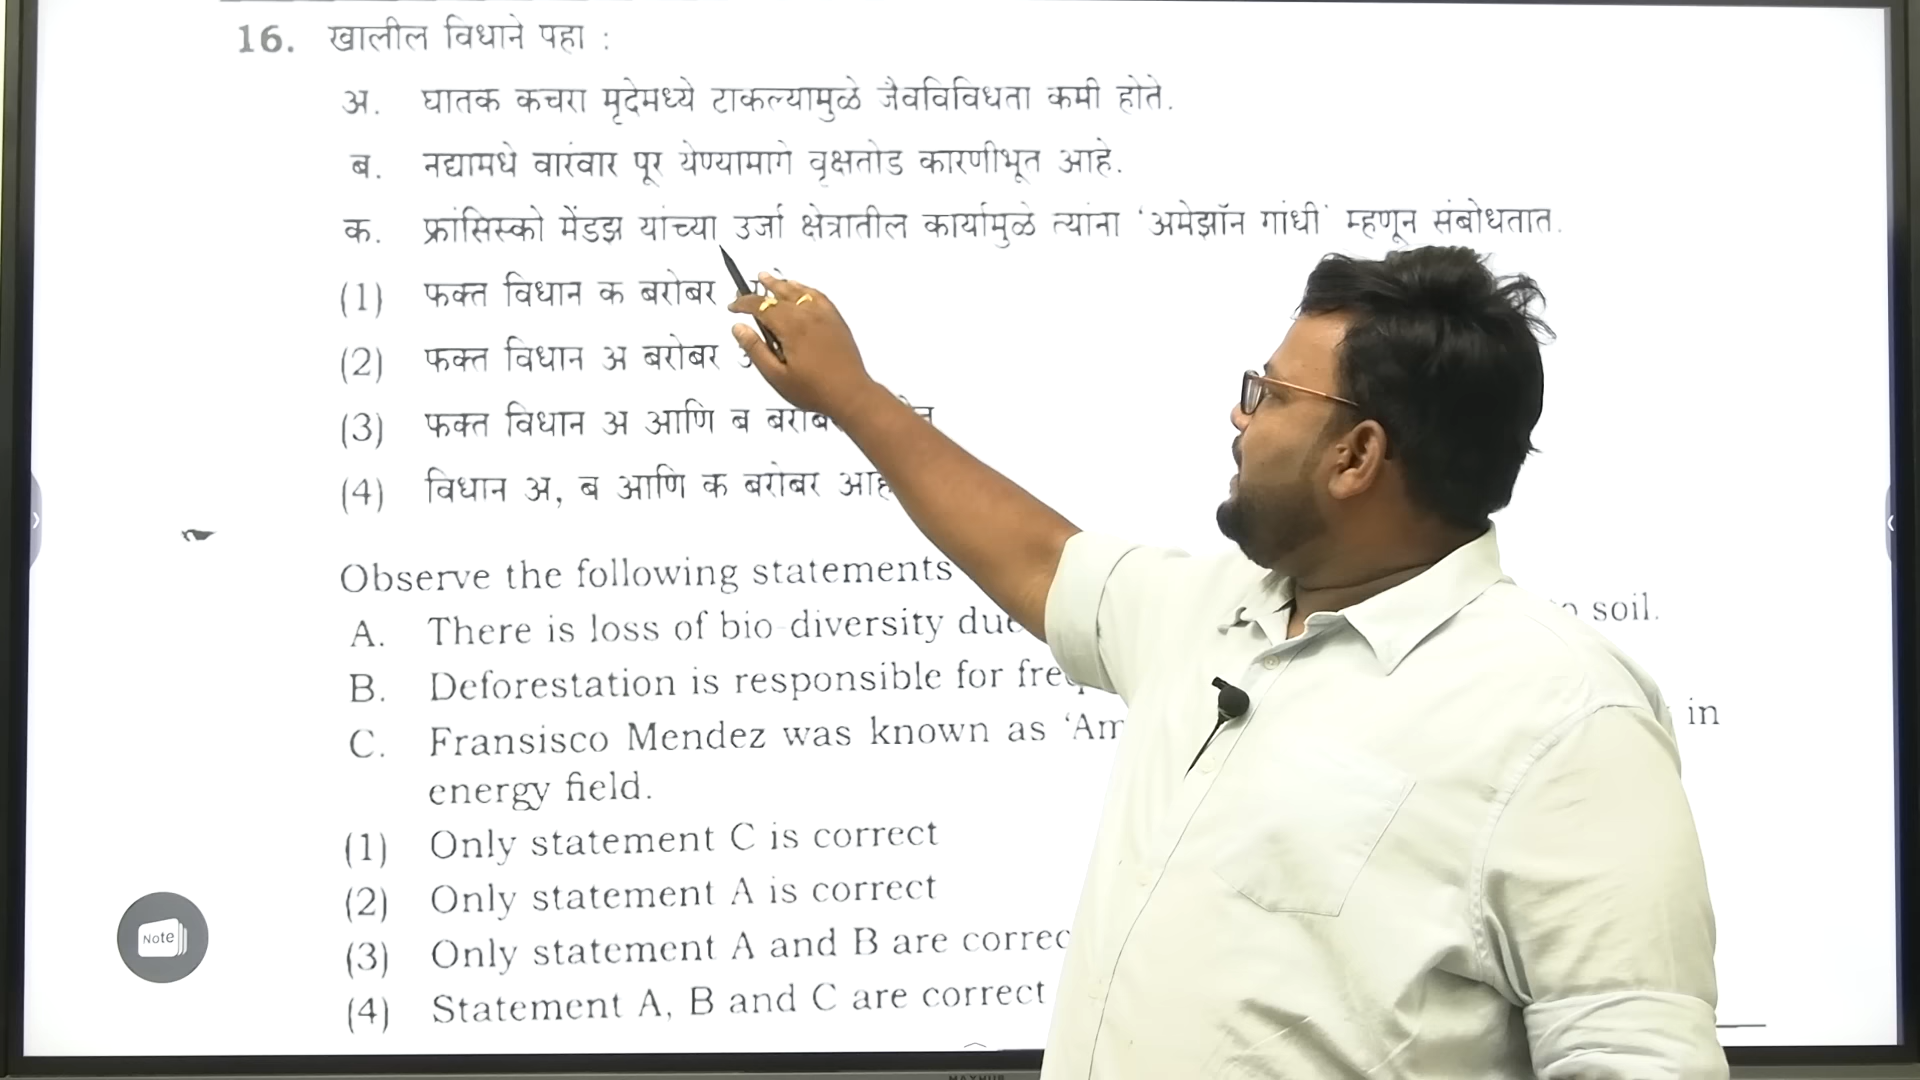 16. खालील विधाने पहा :
अ. घातक कचरा मृदेमध्ये टाकल्यामुळे जैवविविधता कमी होते.
ब. नद्यामधे वारंवार पूर येण्यामागे वृक्षतोड कारणीभूत आहे.
क. फ्रांसिस्को मेंडझ यांच्या उर्जा क्षेत्रातील कार्यामुळे त्यांना ‘अमेझॉन गांधी’ म्हणून संबोधतात.
(1) फक्त विधान क बरोबर
(2) फक्त विधान अ बरोबर
(3) फक्त विधान अ आणि ब
(4) विधान अ, ब आणि क बरोबर
Observe the following statements
A. There is loss of bio diversity due soil.
B. Deforestation is responsible for
C. Fransisco Mendez was known as in
energy field.
(1) Only statement C is correct
(2) Only statement A is correct
(3) Only statement A and B are
(4) Statement A, B and C are correct
Note